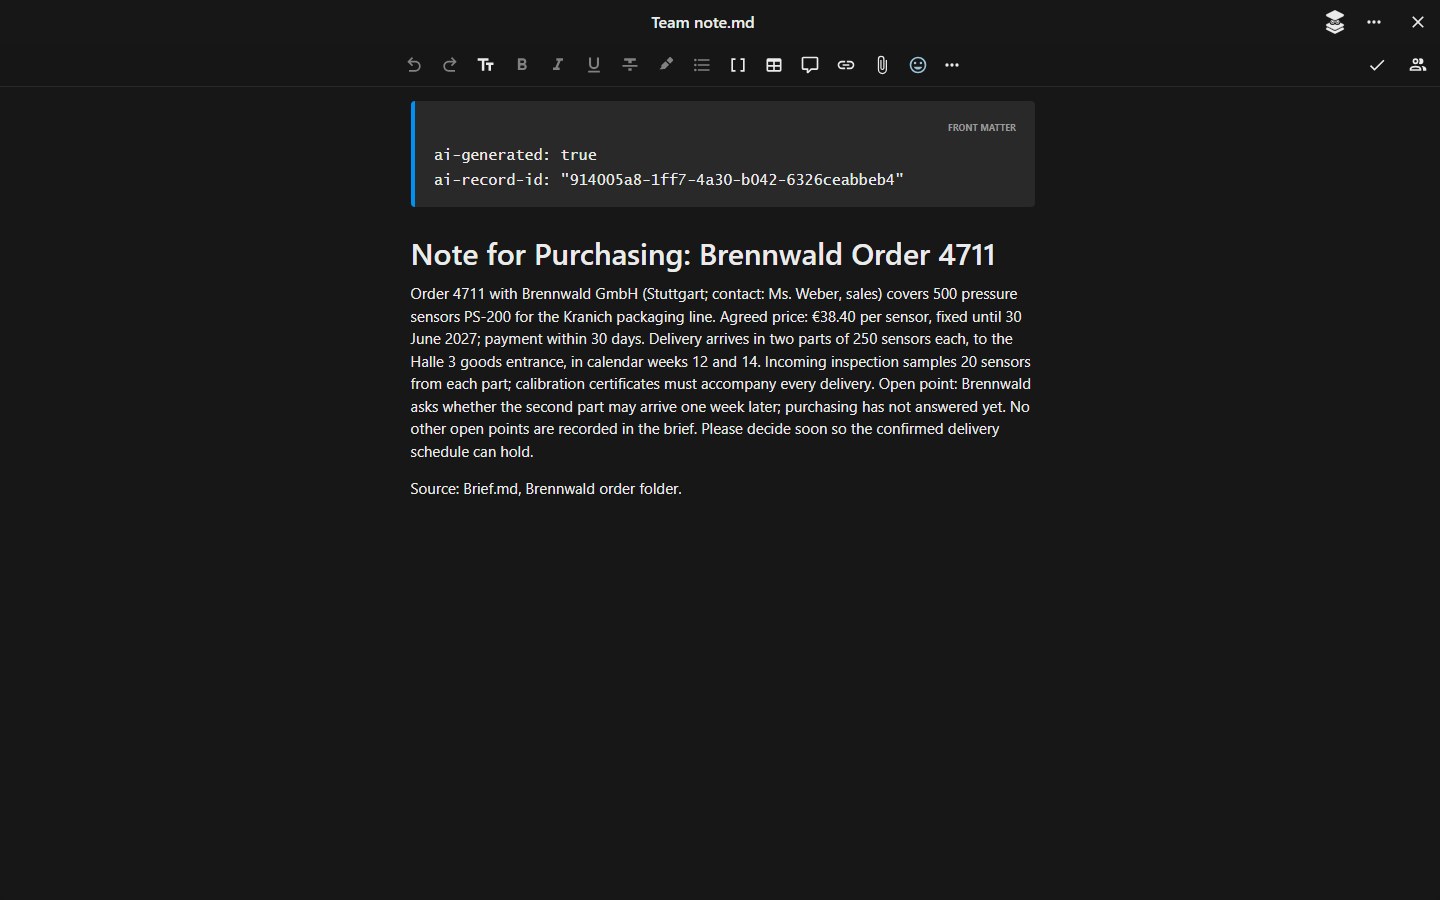 Team note.md
FRONT MATTER
ai-generated: true
ai-record-id: "914005a8-1ff7-4a30-b042-6326ceabbeb4"
Note for Purchasing: Brennwald Order 4711
Order 4711 with Brennwald GmbH (Stuttgart; contact: Ms. Weber, sales) covers 500 pressure
sensors PS-200 for the Kranich packaging line. Agreed price: €38.40 per sensor, fixed until 30
June 2027; payment within 30 days. Delivery arrives in two parts of 250 sensors each, to the
Halle 3 goods entrance, in calendar weeks 12 and 14. Incoming inspection samples 20 sensors
from each part; calibration certificates must accompany every delivery. Open point: Brennwald
asks whether the second part may arrive one week later; purchasing has not answered yet. No
other open points are recorded in the brief. Please decide soon so the confirmed delivery
schedule can hold.
Source: Brief.md, Brennwald order folder.